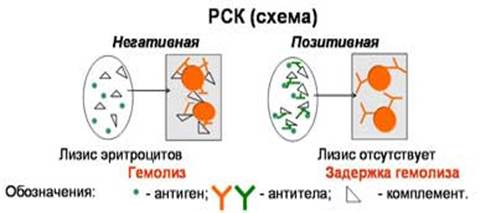 РСК (схема)
Негативная Позитивная
Лизис эритроцитов Лизис отсутствует
Гемолиз Задержка гемолиза
Обозначения: - антиген; - антитела; - комплемент.